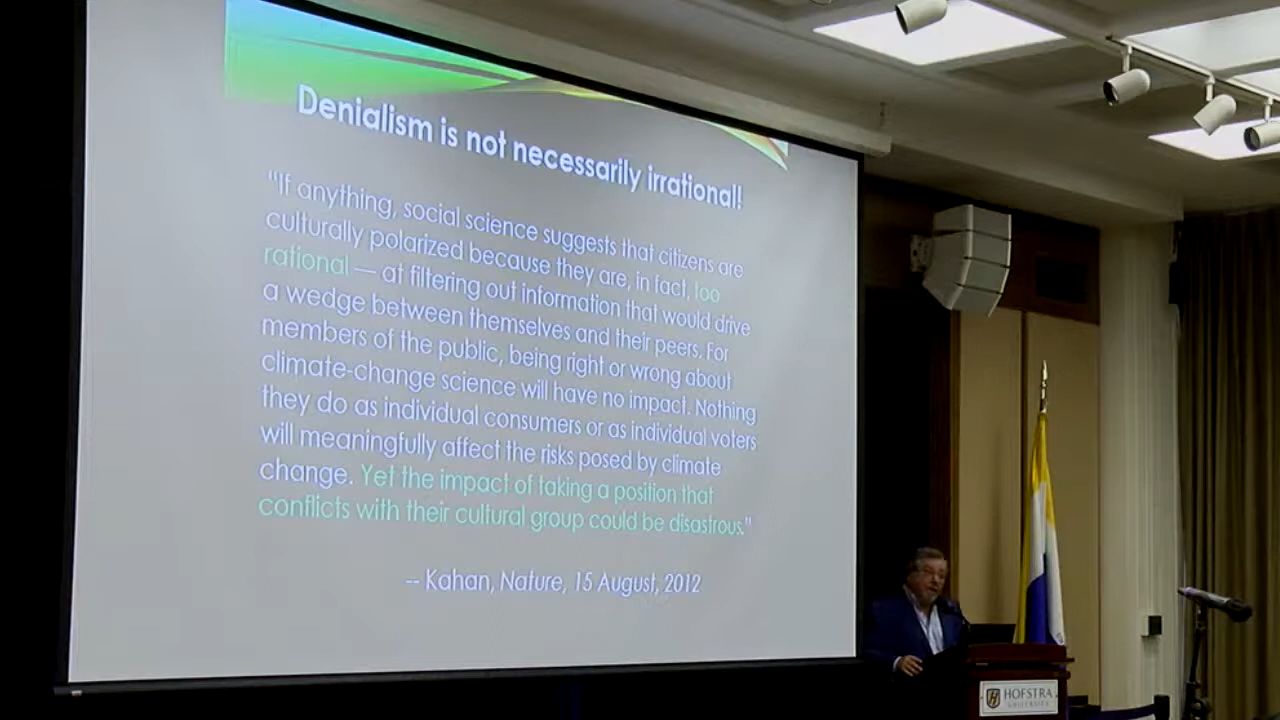 Denialism is not necessarily irrational!
"If anything, social science suggests that citizens are
culturally polarized because they are, in fact, too
rational — at filtering out information that would drive
a wedge between themselves and their peers. For
members of the public, being right or wrong about
climate-change science will have no impact. Nothing
they do as individual consumers or as individual voters
will meaningfully affect the risks posed by climate
change. Yet the impact of taking a position that
conflicts with their cultural group could be disastrous."
-- Kahan, Nature, 15 August, 2012
HOFSTRA
UNIVERSITY